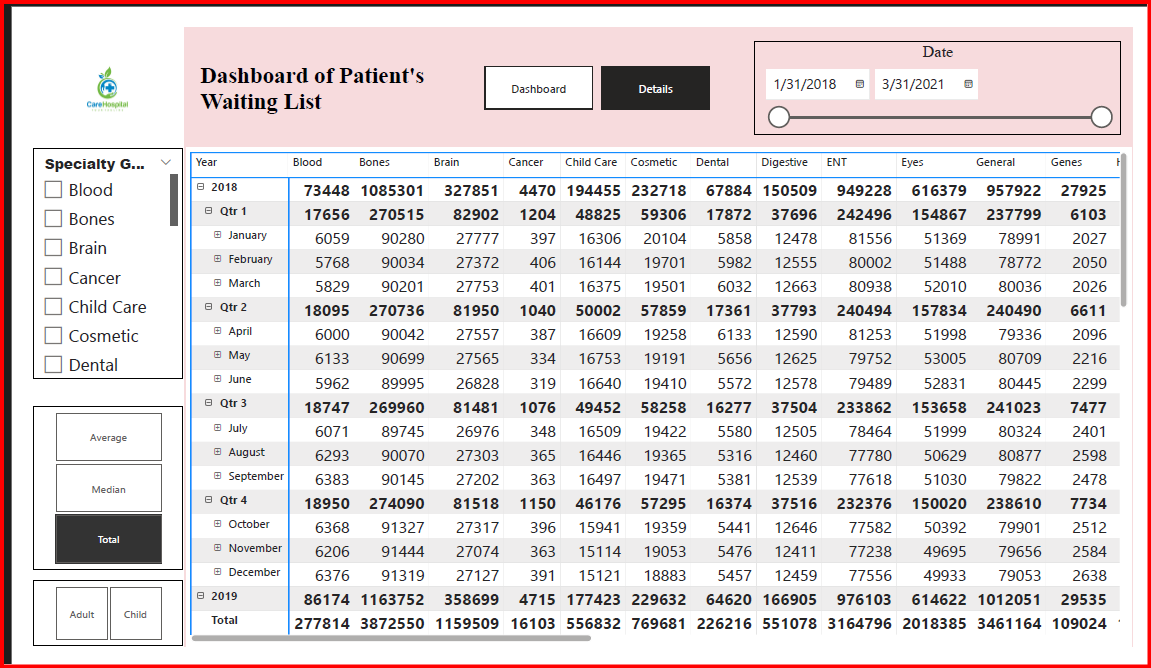 CareHospital
Dashboard of Patient's
Waiting List
Dashboard
Details
Date
1/31/2018 3/31/2021
Specialty G...
Blood
Bones
Brain
Cancer
Child Care
Cosmetic
Dental
Average
Median
Total
Adult Child
Year Blood Bones Brain Cancer Child Care Cosmetic Dental Digestive ENT Eyes General Genes
2018 73448 1085301 327851 4470 194455 232718 67884 150509 949228 616379 957922 27925
Qtr 1 17656 270515 82902 1204 48825 59306 17872 37696 242496 154867 237799 6103
January 6059 90280 27777 397 16306 20104 5858 12478 81556 51369 78991 2027
February 5768 90034 27372 406 16144 19701 5982 12555 80002 51488 78772 2050
March 5829 90201 27753 401 16375 19501 6032 12663 80938 52010 80036 2026
Qtr 2 18095 270736 81950 1040 50002 57859 17361 37793 240494 157834 240490 6611
April 6000 90042 27557 387 16609 19258 6133 12590 81253 51998 79336 2096
May 6133 90699 27565 334 16753 19191 5656 12625 79752 53005 80709 2216
June 5962 89995 26828 319 16640 19410 5572 12578 79489 52831 80445 2299
Qtr 3 18747 269960 81481 1076 49452 58258 16277 37504 233862 153658 241023 7477
July 6071 89745 26976 348 16509 19422 5580 12505 78464 51999 80324 2401
August 6293 90070 27303 365 16446 19365 5316 12460 77780 50629 80877 2598
September 6383 90145 27202 363 16497 19471 5381 12539 77618 51030 79822 2478
Qtr 4 18950 274090 81518 1150 46176 57295 16374 37516 232376 150020 238610 7734
October 6368 91327 27317 396 15941 19359 5441 12646 77582 50392 79901 2512
November 6206 91444 27074 363 15114 19053 5476 12411 77238 49695 79656 2584
December 6376 91319 27127 391 15121 18883 5457 12459 77556 49933 79053 2638
2019 86174 1163752 358699 4715 177423 229632 64620 166905 976103 614622 1012051 29535
Total 277814 3872550 1159509 16103 556832 769681 226216 551078 3164796 2018385 3461164 109024